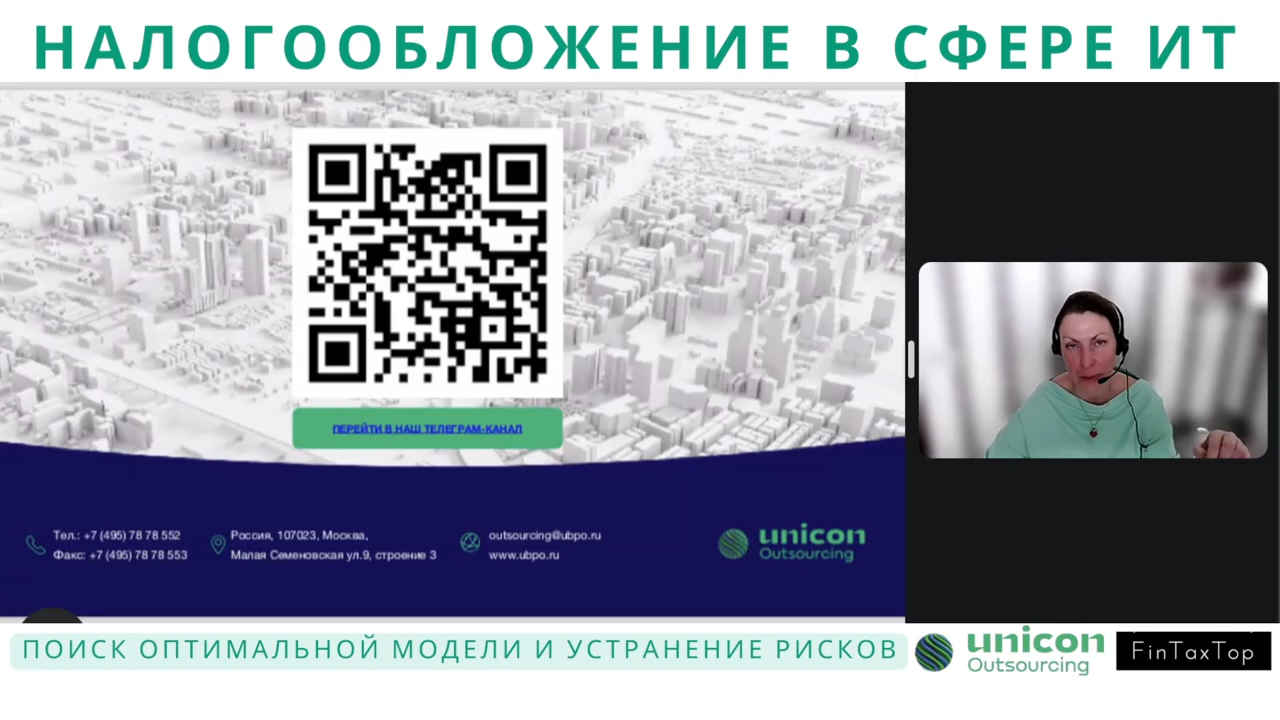 НАЛОГООБЛОЖЕНИЕ В СФЕРЕ ИТ
ПЕРЕЙТИ В НАШ ТЕЛЕГРАМ-КАНАЛ
Тел.: +7 (495) 78 78 552
Факс: +7 (495) 78 78 553
Россия, 107023, Москва,
Малая Семеновская ул.9, строение 3
outsourcing@ubpo.ru
www.ubpo.ru
unicon
Outsourcing
ПОИСК ОПТИМАЛЬНОЙ МОДЕЛИ И УСТРАНЕНИЕ РИСКОВ
unicon
Outsourcing
FinTaxTop